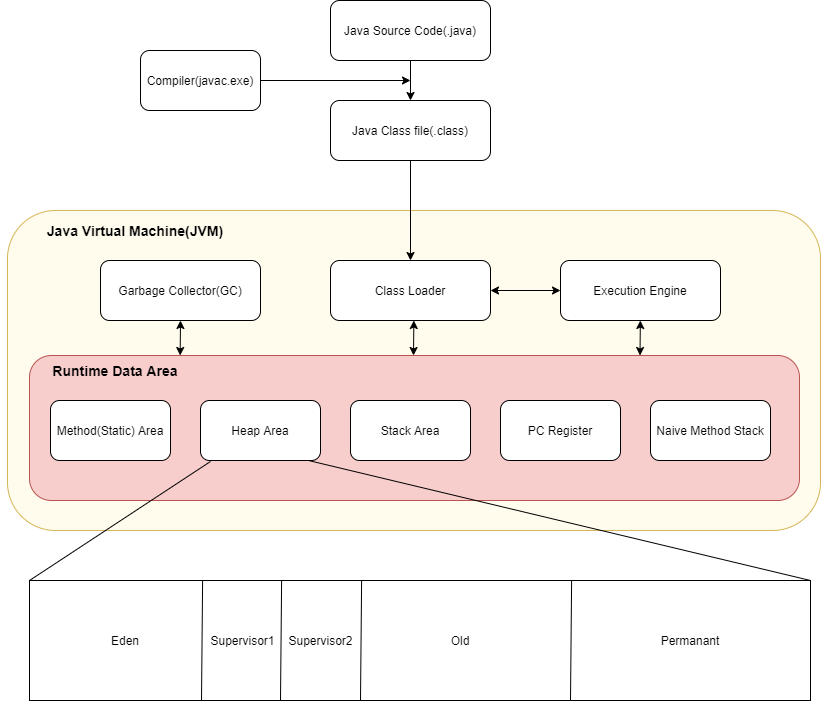 Java Source Code(.java)
Compiler(javac.exe)
Java Class file(.class)
Java Virtual Machine(JVM)
Garbage Collector(GC)
Class Loader
Execution Engine
Runtime Data Area
Method(Static) Area
Heap Area
Stack Area
PC Register
Naive Method Stack
Eden
Supervisor1
Supervisor2
Old
Permanant